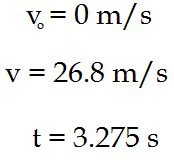 v₀ = 0 m/s
v = 26.8 m/s
t = 3.275 s